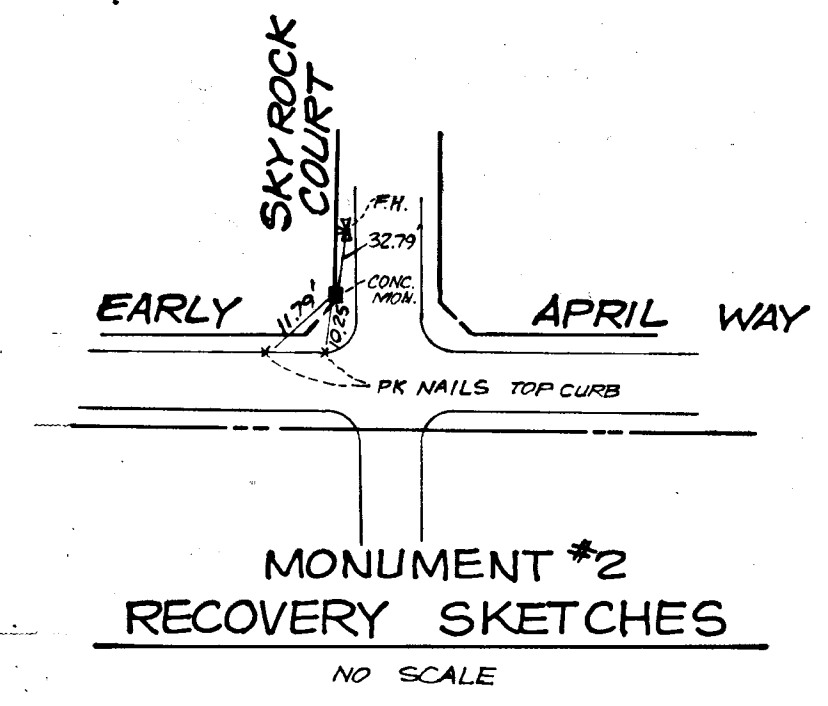 SKY ROCK
COURT
F.H.
32.79'
CONC.
MON.
EARLY
11.79'
10.25'
APRIL WAY
PK NAILS TOP CURB
MONUMENT #2
RECOVERY SKETCHES
NO SCALE